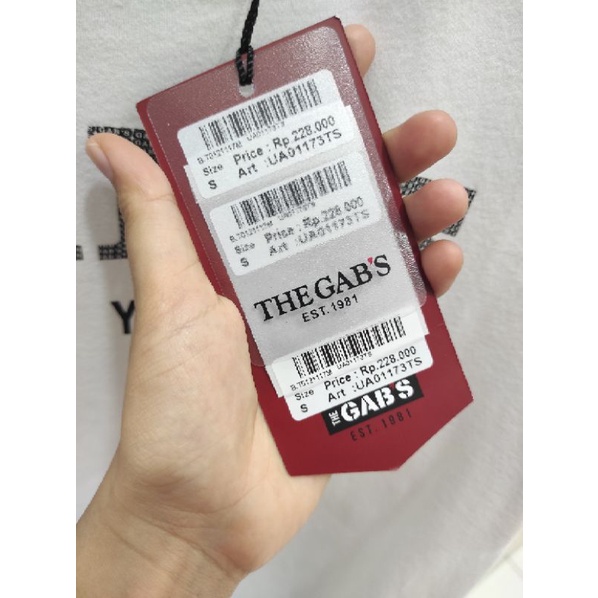 Price : Rp.228.000
Size
Art :UA01173TS
S
Price : Rp.228.000
Size
Art :UA01173TS
S
THE GAB'S
EST. 1981
UA01173TS
Price : Rp.228.000
Size
Art :UA01173TS
S
THE GAB'S
EST. 1981
Y